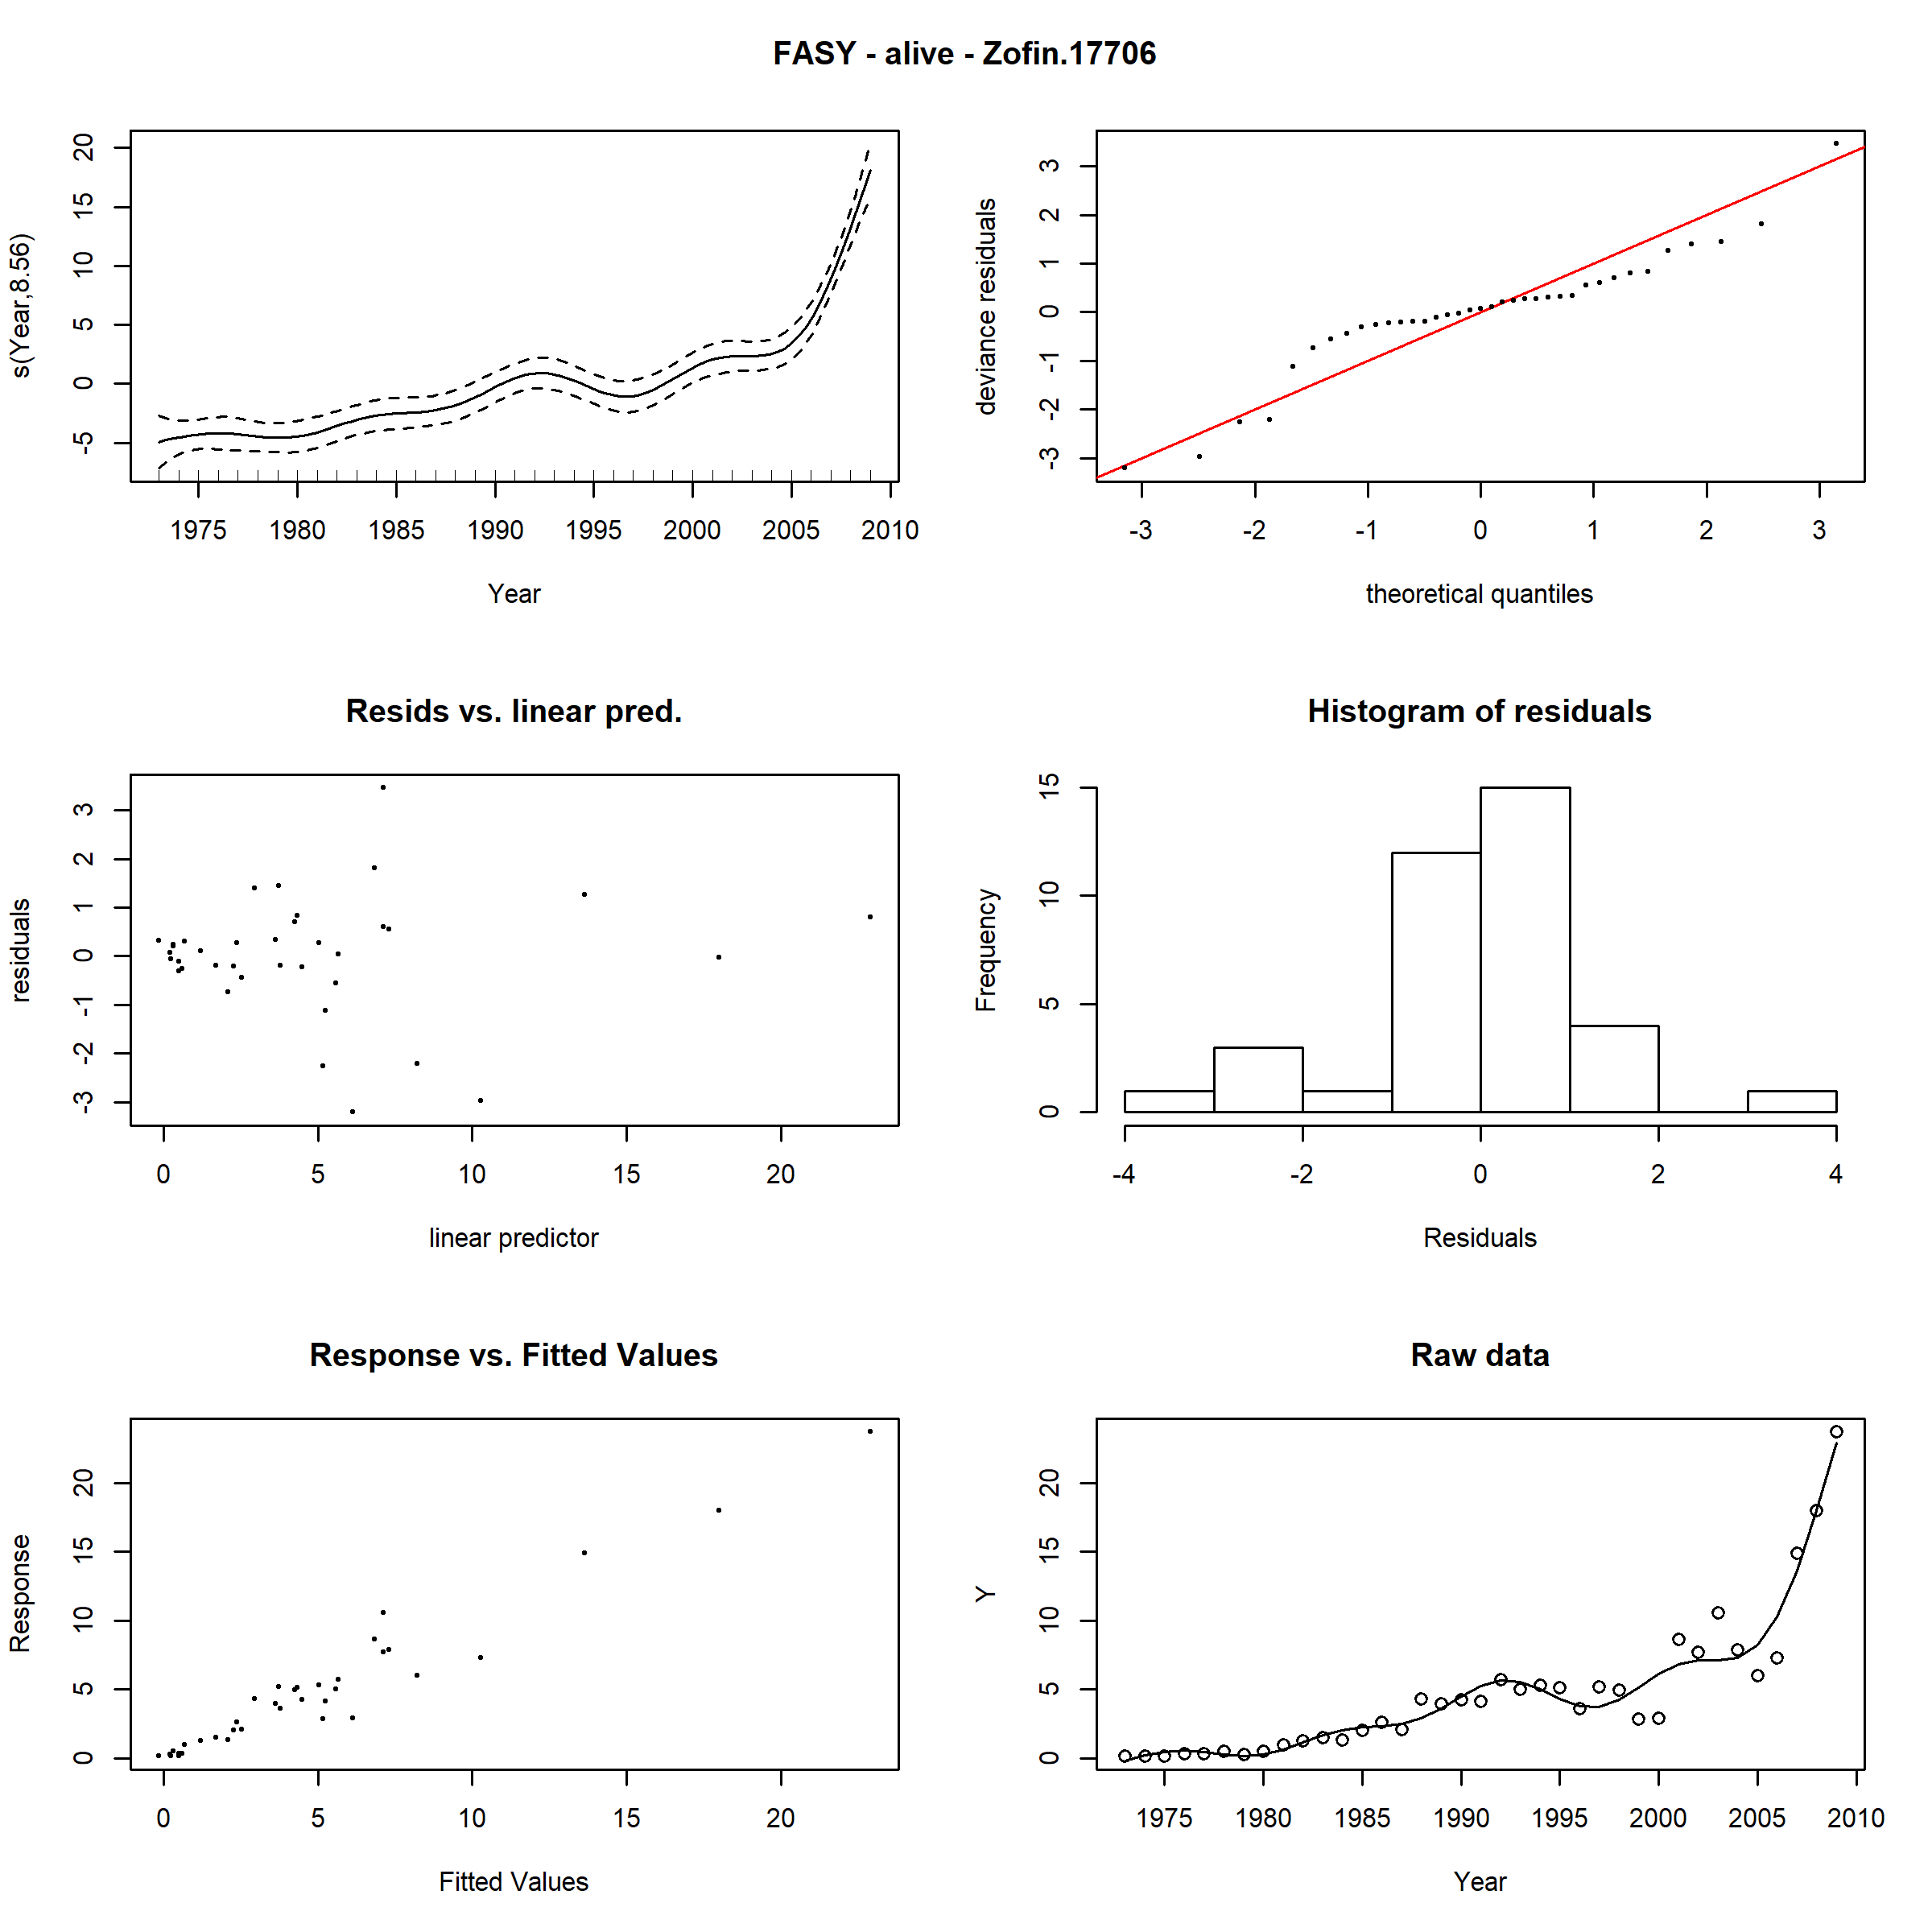 FASY - alive - Zofin.17706
s(Year,8.56)
20
15
10
5
0
-5
1975 1980 1985 1990 1995 2000 2005 2010
Year
deviance residuals
3
2
1
0
-1
-2
-3
-3 -2 -1 0 1 2 3
theoretical quantiles
Resids vs. linear pred.
residuals
3
2
1
0
-1
-2
-3
0 5 10 15 20
linear predictor
Histogram of residuals
Frequency
15
10
5
0
-4 -2 0 2 4
Residuals
Response vs. Fitted Values
Response
20
15
10
5
0
0 5 10 15 20
Fitted Values
Raw data
Y
20
15
10
5
0
1975 1980 1985 1990 1995 2000 2005 2010
Year